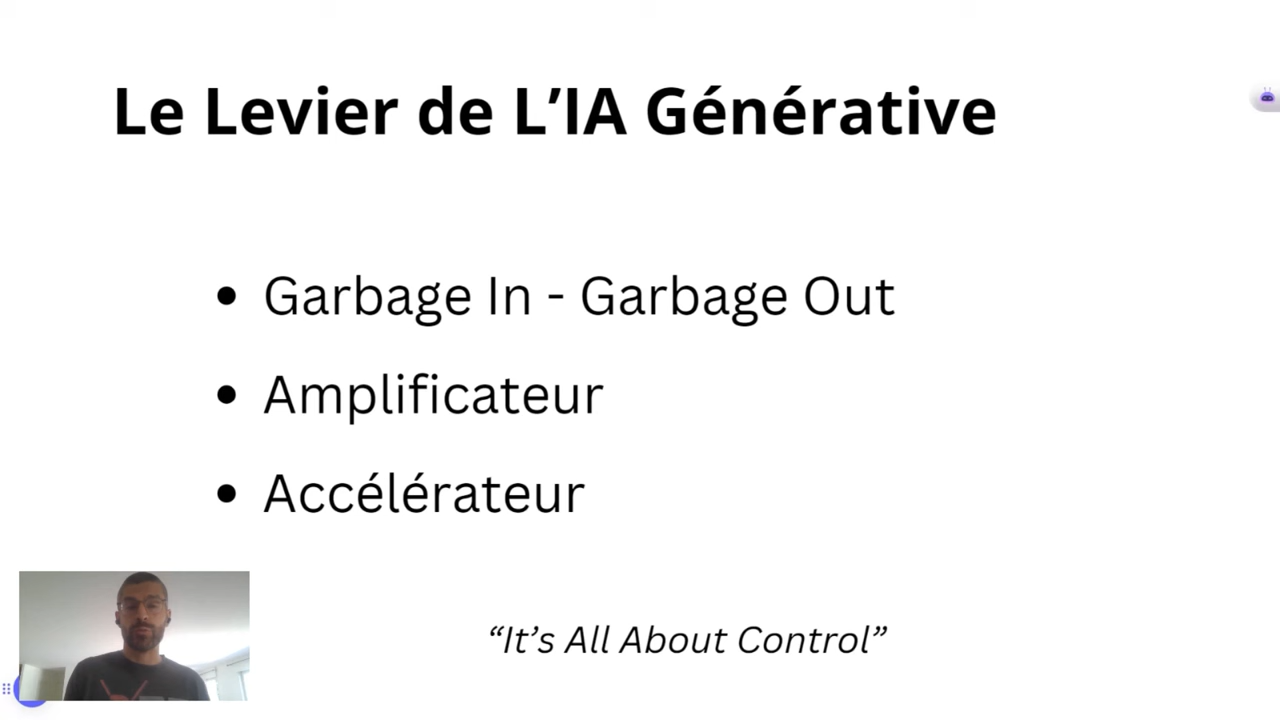 Le Levier de L’IA Générative
• Garbage In - Garbage Out
• Amplificateur
• Accélérateur
“It’s All About Control”